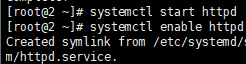 [root@2 ~]# systemctl start httpd
[root@2 ~]# systemctl enable httpd
Created symlink from /etc/systemd/s
m/httpd.service.